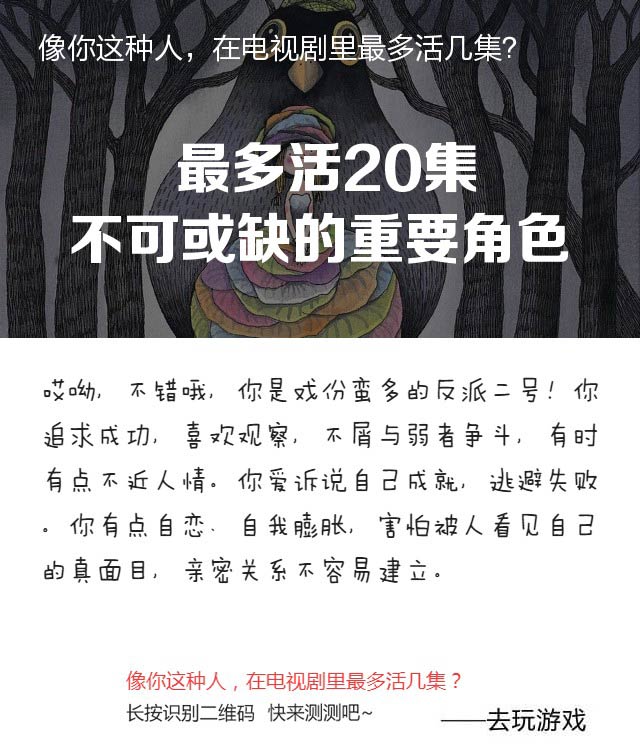 像你这种人，在电视剧里最多活几集？
最多活20集
不可或缺的重要角色
哎呦，不错哦，你是戏份蛮多的反派二号！你
追求成功，喜欢观察，不屑与弱者争斗，有时
有点不近人情。你爱诉说自己成就，逃避失败
。你有点自恋、自我膨胀，害怕被人看见自己
的真面目，亲密关系不容易建立。
像你这种人，在电视剧里最多活几集？
长按识别二维码 快来测测吧~
——去玩游戏